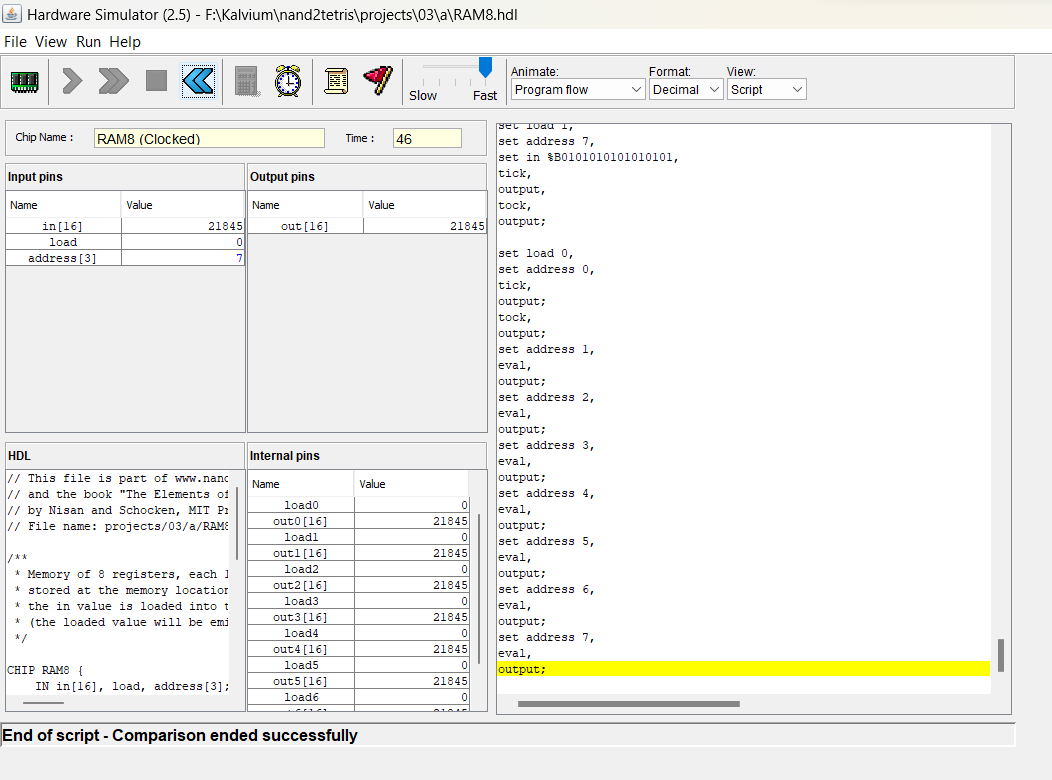 Hardware Simulator (2.5) - F:\Kalvium\nand2tetris\projects\03\a\RAM8.hdl
File View Run Help
Slow Fast
Animate: Format: View:
Program flow Decimal Script
Chip Name : RAM8 (Clocked) Time : 46
Input pins
Name Value
in[16] 21845
load 0
address[3] 7
Output pins
Name Value
out[16] 21845
HDL
// This file is part of www.nand
// and the book "The Elements of
// by Nisan and Schocken, MIT Pr
// File name: projects/03/a/RAM8
/**
* Memory of 8 registers, each 1
* stored at the memory location
* the in value is loaded into t
* (the loaded value will be emi
*/
CHIP RAM8 {
IN in[16], load, address[3];
Internal pins
Name Value
load0 0
out0[16] 21845
load1 0
out1[16] 21845
load2 0
out2[16] 21845
load3 0
out3[16] 21845
load4 0
out4[16] 21845
load5 0
out5[16] 21845
load6 0
set load 1,
set address 7,
set in %B0101010101010101,
tick,
output,
tock,
output;
set load 0,
set address 0,
tick,
output;
tock,
output;
set address 1,
eval,
output;
set address 2,
eval,
output;
set address 3,
eval,
output;
set address 4,
eval,
output;
set address 5,
eval,
output;
set address 6,
eval,
output;
set address 7,
eval,
output;
End of script - Comparison ended successfully